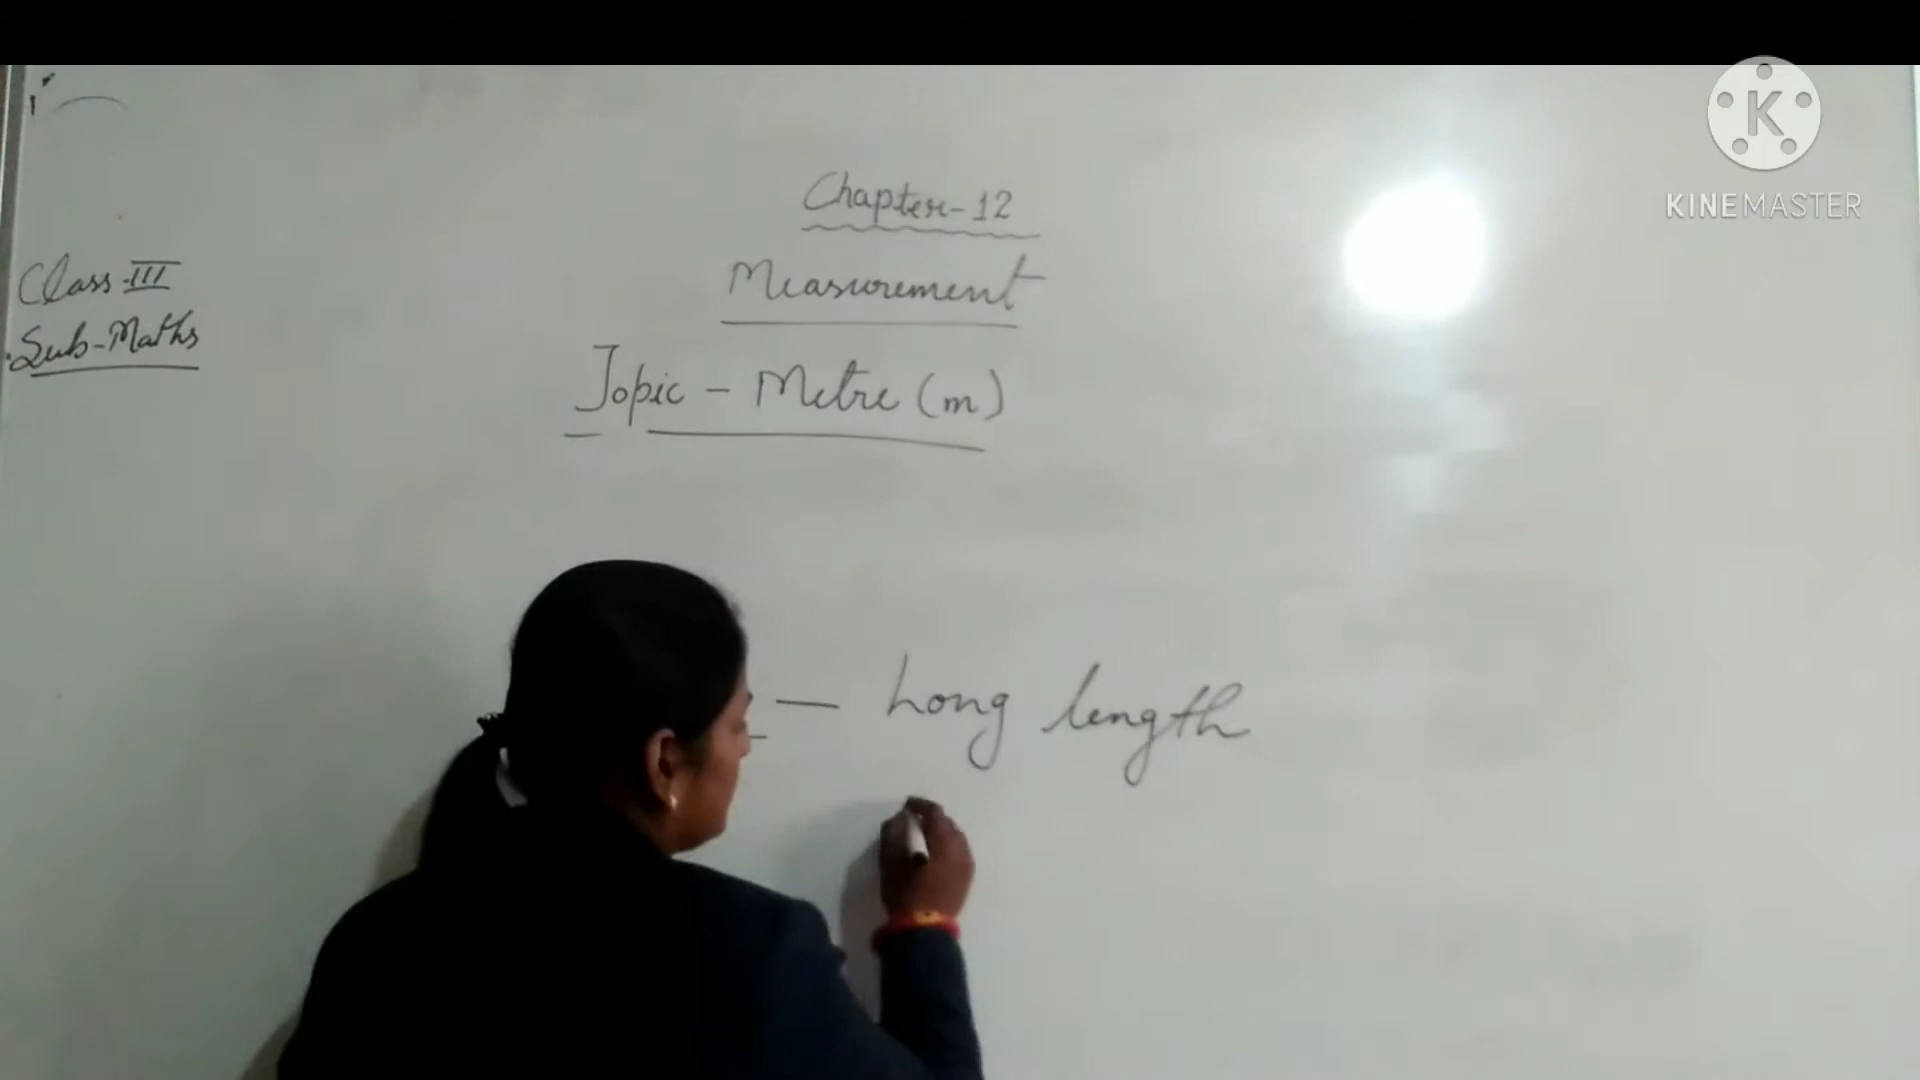 Chapter-12
Measurement
Class-III
Sub-Maths
Topic - Metre (m)
— Long length
K
KINEMASTER